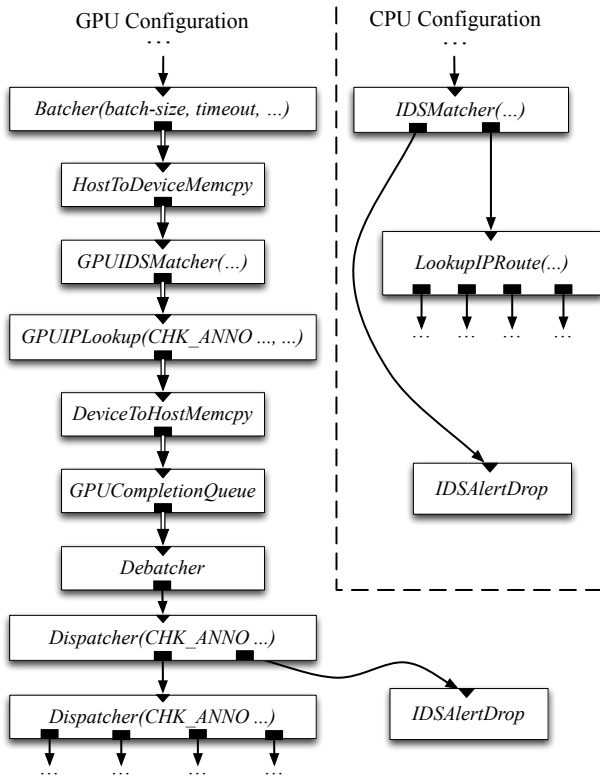 GPU Configuration
...
Batcher(batch-size, timeout, ...)
HostToDeviceMemcpy
GPUIDSMatcher(...)
GPUIPLookup(CHK_ANNO ..., ...)
DeviceToHostMemcpy
GPUCompletionQueue
Debatcher
Dispatcher(CHK_ANNO ...)
Dispatcher(CHK_ANNO ...)
... ... ... ...
IDSAlertDrop
CPU Configuration
...
IDSMatcher(...)
LookupIPRoute(...)
... ... ... ...
IDSAlertDrop